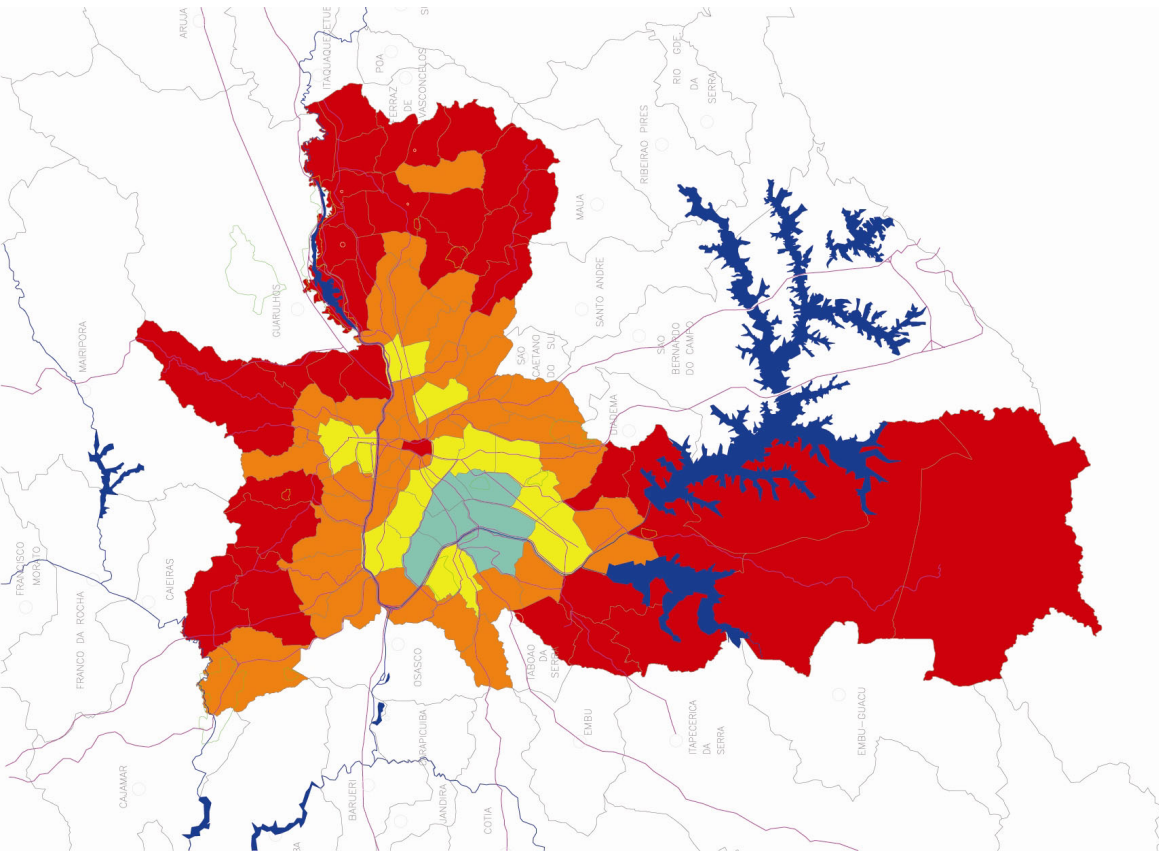 ARUJA
ITAQUAQUECETUB
POA
FERRAZ
DE
VASCONCELOS
RIO GDE.
DA
SERRA
RIBEIRAO PIRES
MAUA
SANTO ANDRE
SAO
BERNARDO
DO CAMPO
SAO
CAETANO
DO SUL
DIADEMA
GUARULHOS
MAIRIPORA
FRANCISCO
MORATO
FRANCO DA ROCHA
CAIEIRAS
CAJAMAR
OSASCO
CARAPICUIBA
BARUERI
JANDIRA
COTIA
TABOAO
DA
SERRA
EMBU
ITAPECERICA
DA
SERRA
EMBU-GUACU